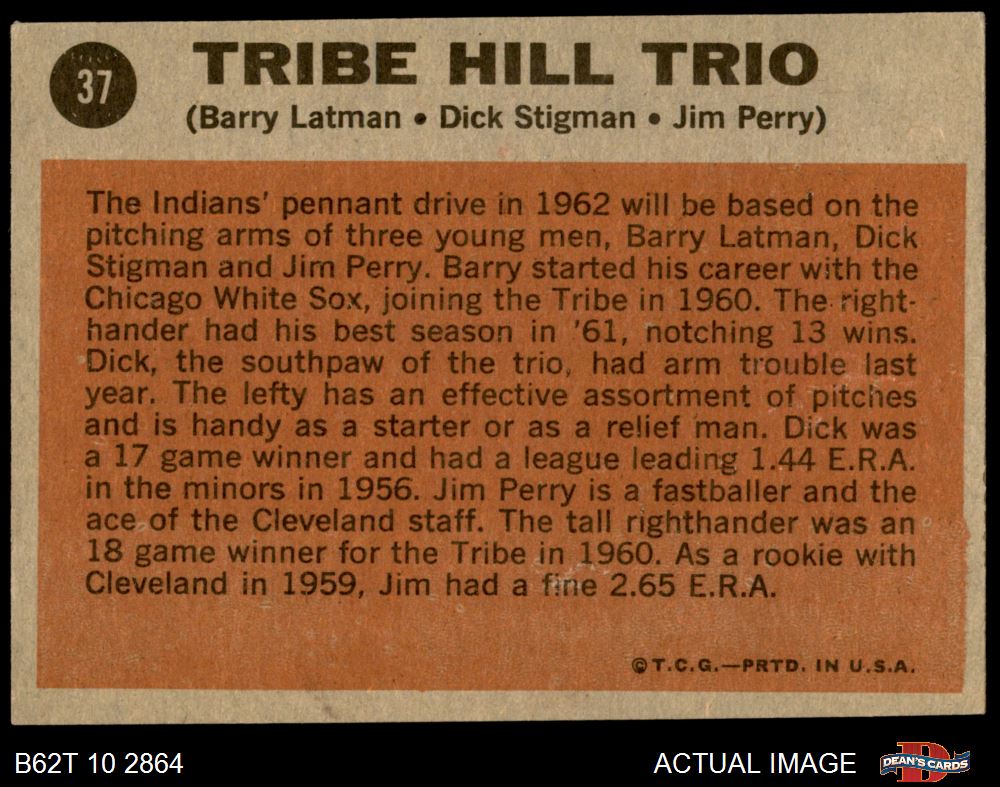 37
TRIBE HILL TRIO
(Barry Latman • Dick Stigman • Jim Perry)
The Indians' pennant drive in 1962 will be based on the
pitching arms of three young men, Barry Latman, Dick
Stigman and Jim Perry. Barry started his career with the
Chicago White Sox, joining the Tribe in 1960. The right-
hander had his best season in '61, notching 13 wins.
Dick, the southpaw of the trio, had arm trouble last
year. The lefty has an effective assortment of pitches
and is handy as a starter or as a relief man. Dick was
a 17 game winner and had a league leading 1.44 E.R.A.
in the minors in 1956. Jim Perry is a fastballer and the
ace of the Cleveland staff. The tall righthander was an
18 game winner for the Tribe in 1960. As a rookie with
Cleveland in 1959, Jim had a fine 2.65 E.R.A.
©T.C.G.—PRTD. IN U.S.A.
B62T 10 2864
ACTUAL IMAGE
DEAN'S CARDS